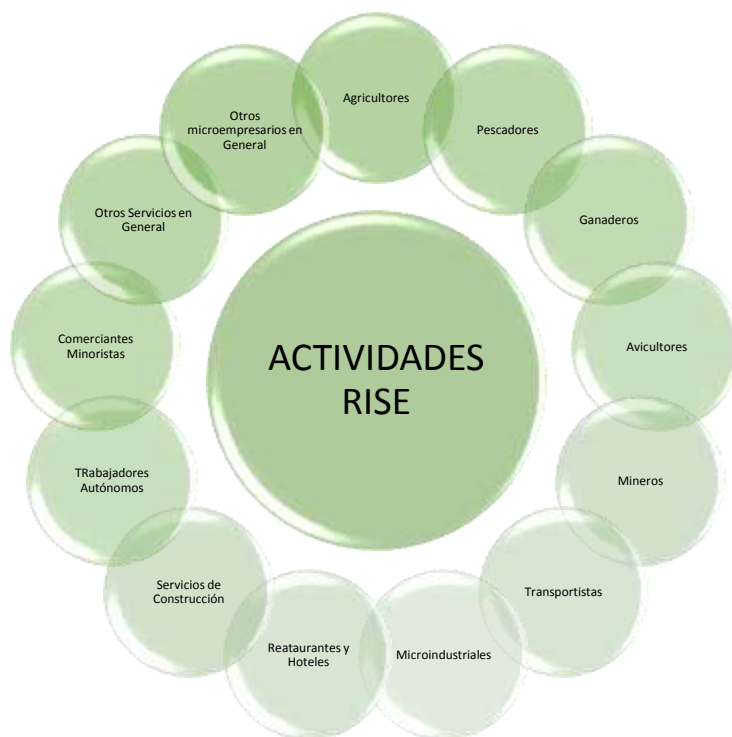 ACTIVIDADES
RISE
Agricultores
Pescadores
Ganaderos
Avicultores
Mineros
Transportistas
Microindustriales
Reataurantes y
Hoteles
Servicios de
Construcción
TRabajadores
Autónomos
Comerciantes
Minoristas
Otros Servicios en
General
Otros
microempresarios en
General